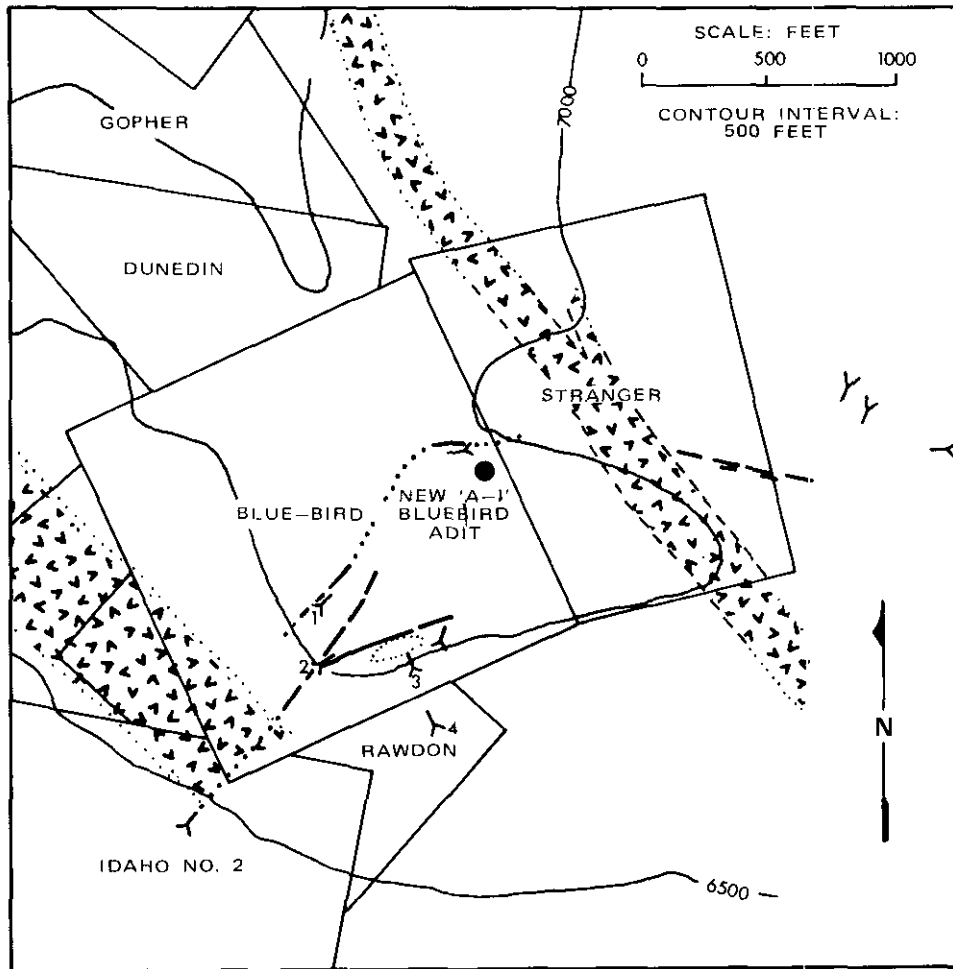 SCALE: FEET
0 500 1000
CONTOUR INTERVAL:
500 FEET
7000
GOPHER
DUNEDIN
STRANGER
NEW 'A-1'
BLUEBIRD
ADIT
BLUE-BIRD
1
2
3
4
RAWDON
N
IDAHO NO. 2
6500